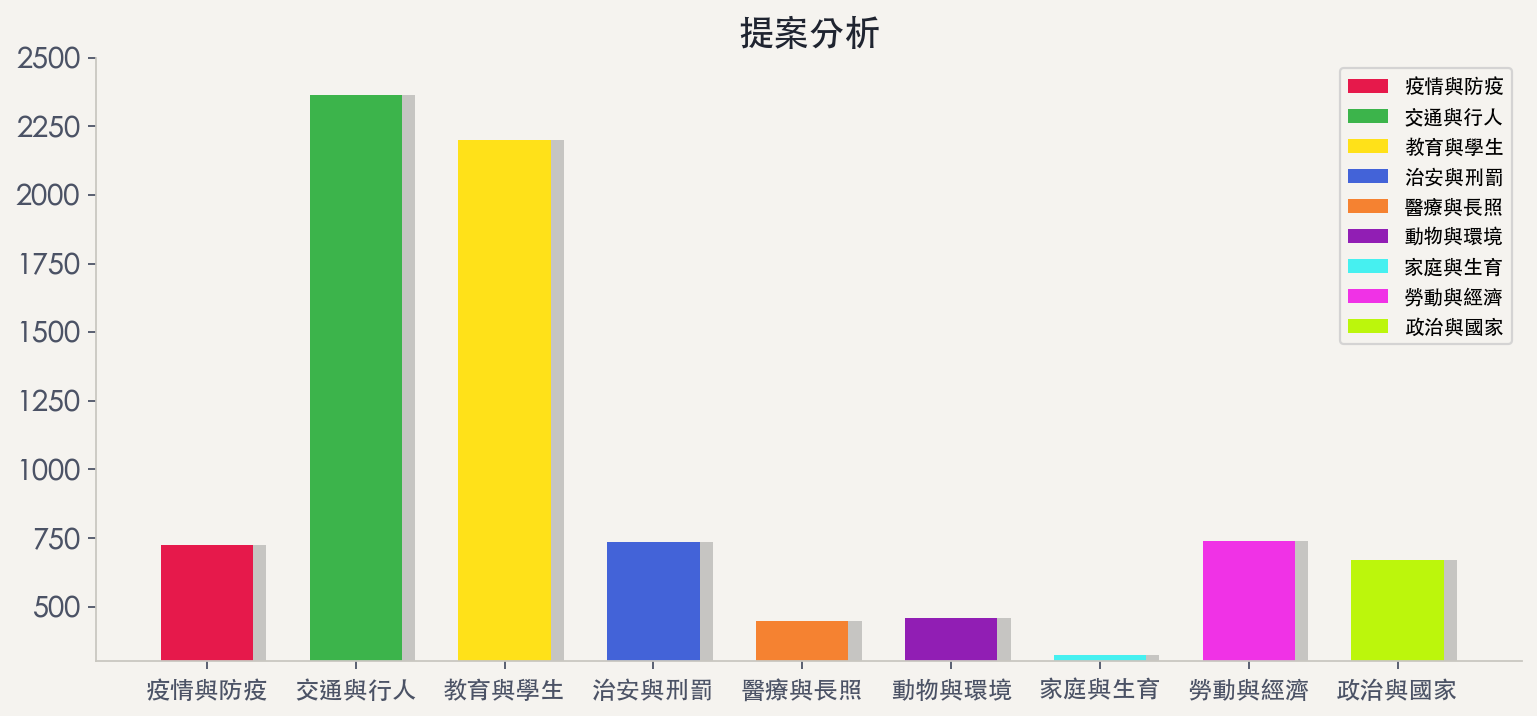 提案分析
2500
2250
2000
1750
1500
1250
1000
750
500
疫情與防疫
交通與行人
教育與學生
治安與刑罰
醫療與長照
動物與環境
家庭與生育
勞動與經濟
政治與國家
疫情與防疫 交通與行人 教育與學生 治安與刑罰 醫療與長照 動物與環境 家庭與生育 勞動與經濟 政治與國家